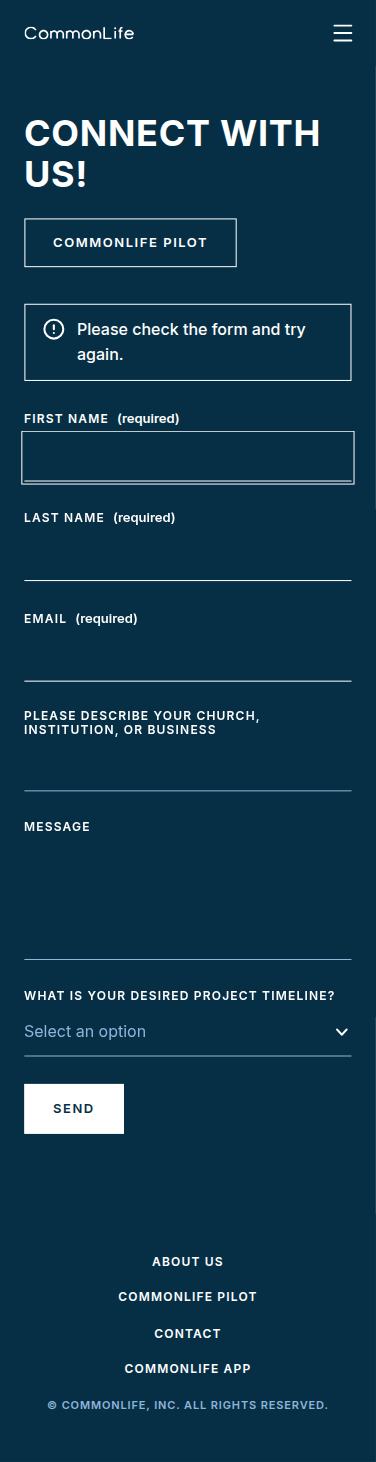 CommonLife
CONNECT WITH
US!
COMMONLIFE PILOT
Please check the form and try
again.
FIRST NAME (required)
LAST NAME (required)
EMAIL (required)
PLEASE DESCRIBE YOUR CHURCH,
INSTITUTION, OR BUSINESS
MESSAGE
WHAT IS YOUR DESIRED PROJECT TIMELINE?
Select an option
SEND
ABOUT US
COMMONLIFE PILOT
CONTACT
COMMONLIFE APP
© COMMONLIFE, INC. ALL RIGHTS RESERVED.